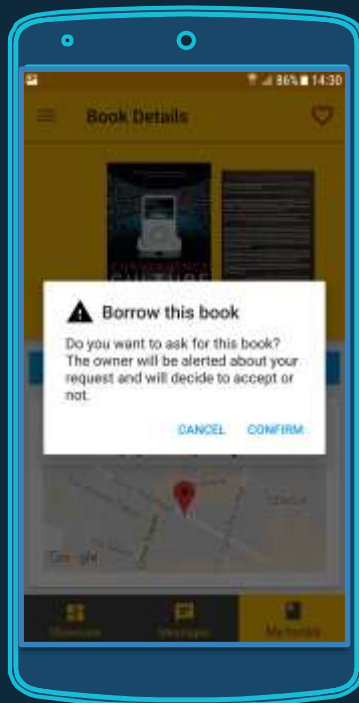 86% 14:30
Book Details
CULTURE
Borrow this book
Do you want to ask for this book?
The owner will be alerted about your
request and will decide to accept or
not.
CANCEL CONFIRM
Google
Messages
My books